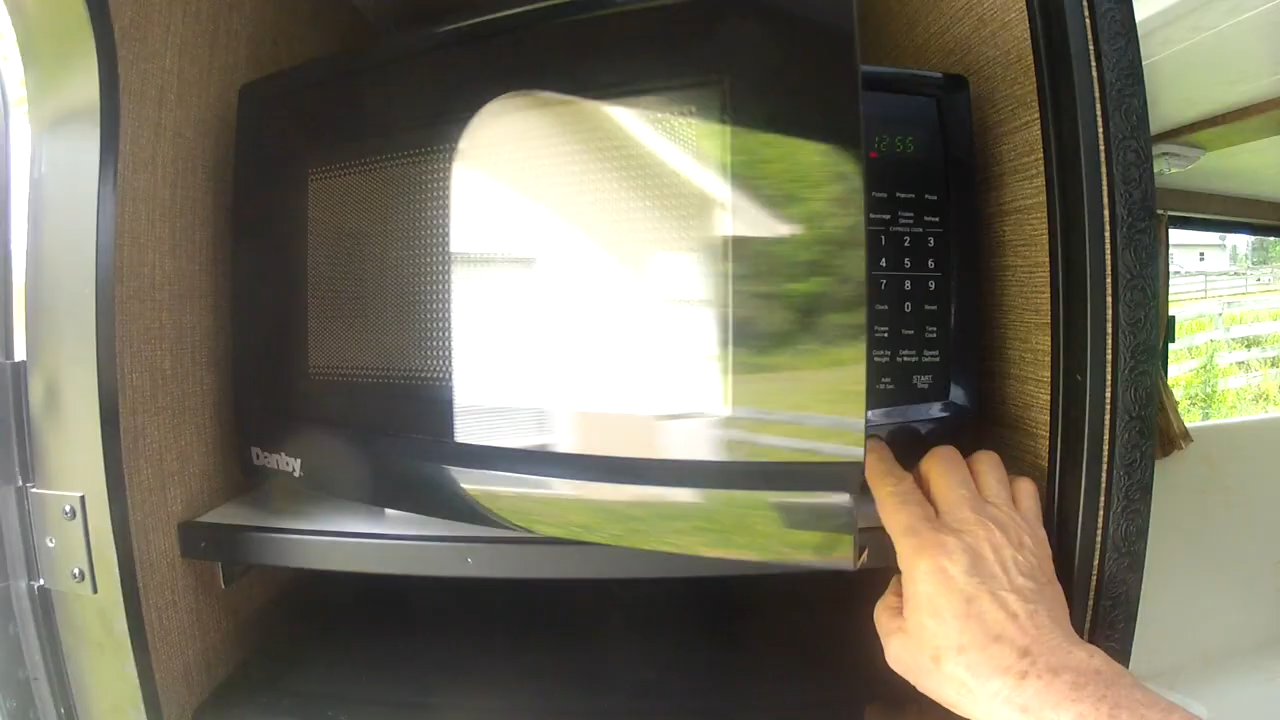 12:55
Potato Popcorn Pizza
Beverage Frozen Dinner Reheat
EXPRESS COOK
1 2 3
4 5 6
7 8 9
Clock 0 Reset
Power Timer Time Cook
Cook by Weight Defrost by Weight Speed Defrost
Add +30 Sec START Stop
Danby